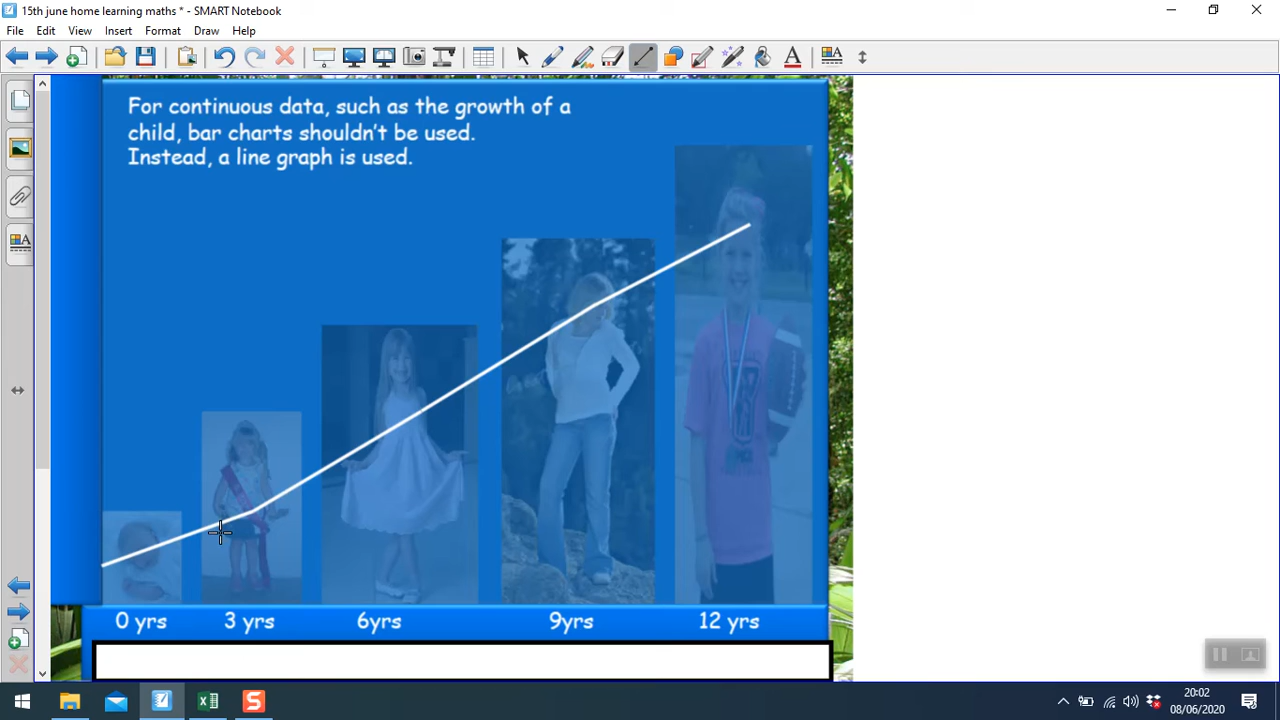 15th june home learning maths * - SMART Notebook
File Edit View Insert Format Draw Help
For continuous data, such as the growth of a
child, bar charts shouldn't be used.
Instead, a line graph is used.
0 yrs 3 yrs 6yrs 9yrs 12 yrs
20:02
08/06/2020